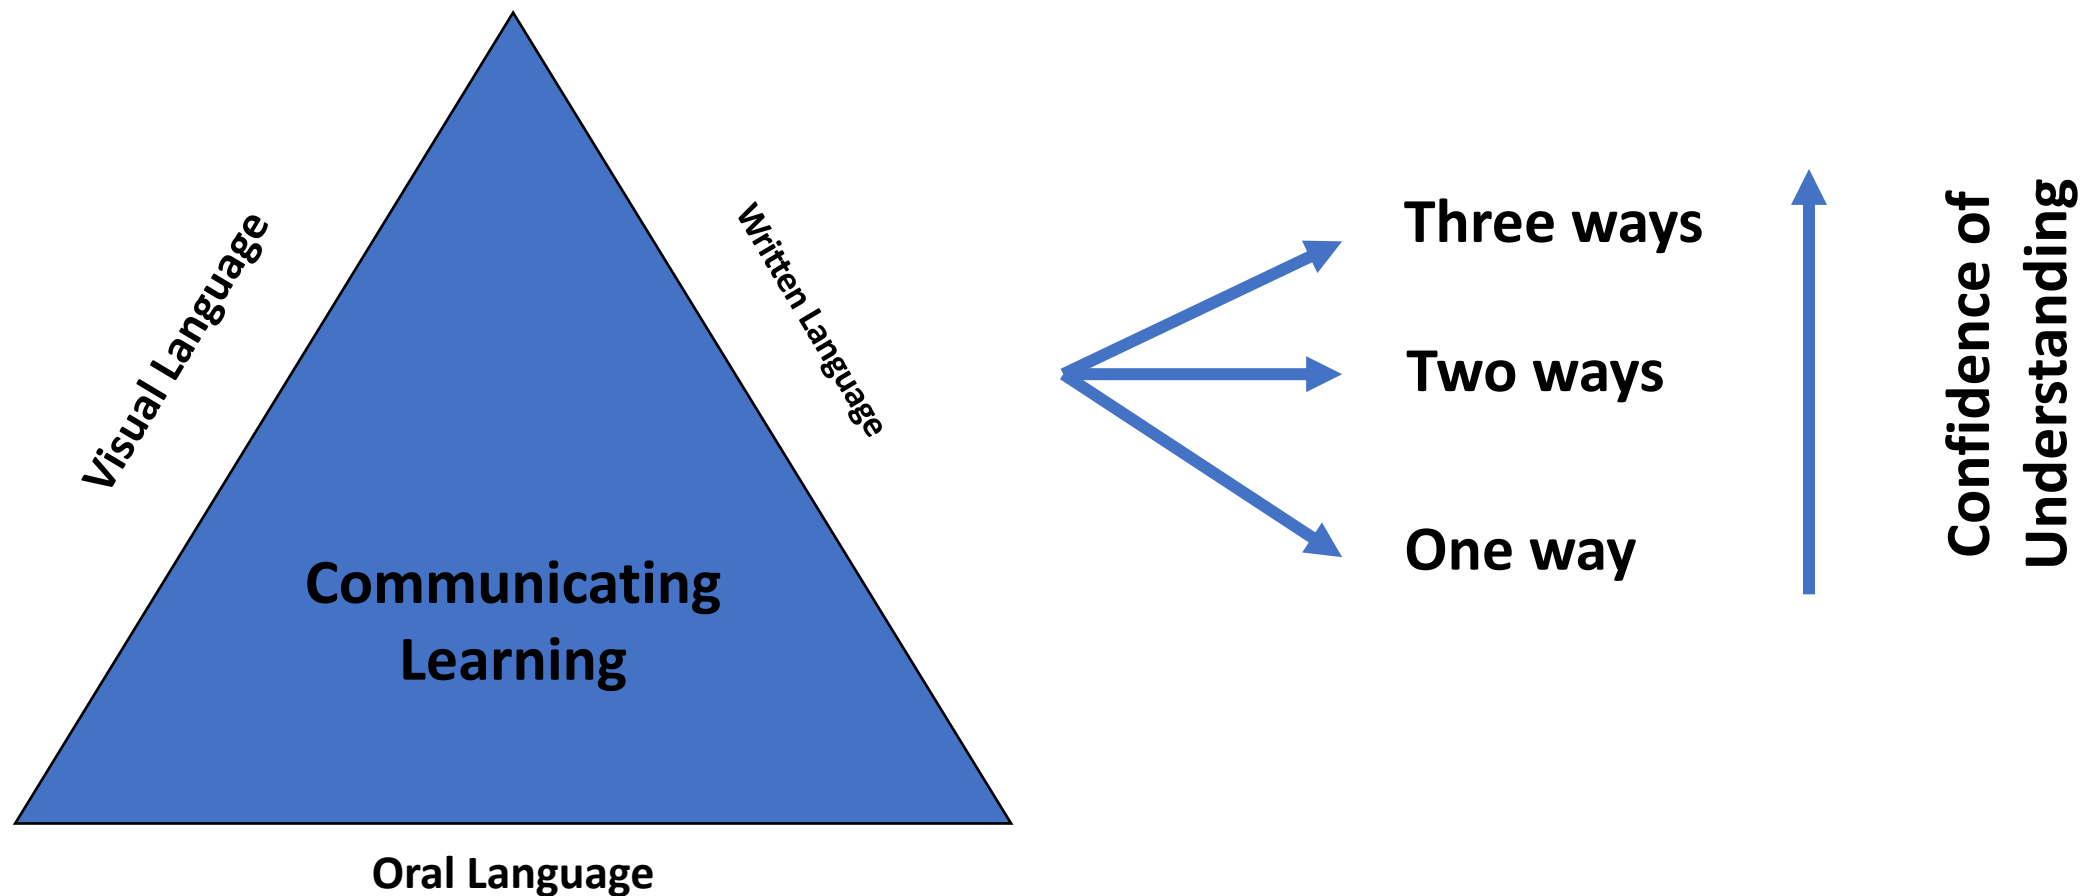 Visual Language
Written Language
Communicating
Learning
Oral Language
Three ways
Two ways
One way
Confidence of
Understanding